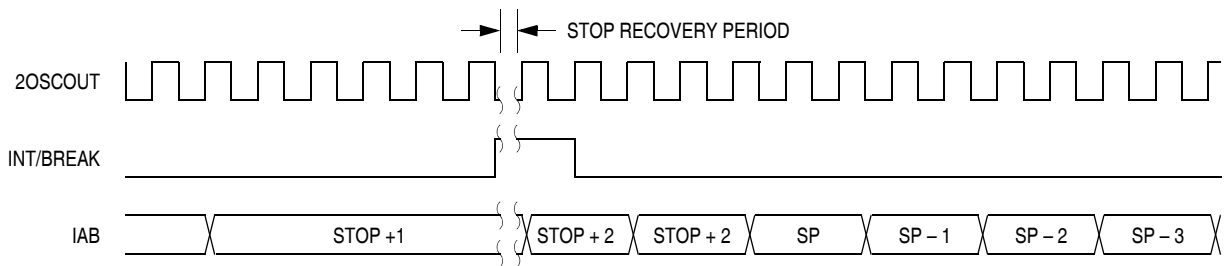 STOP RECOVERY PERIOD
2OSCOUT
INT/BREAK
IAB
STOP +1
STOP + 2
STOP + 2
SP
SP – 1
SP – 2
SP – 3